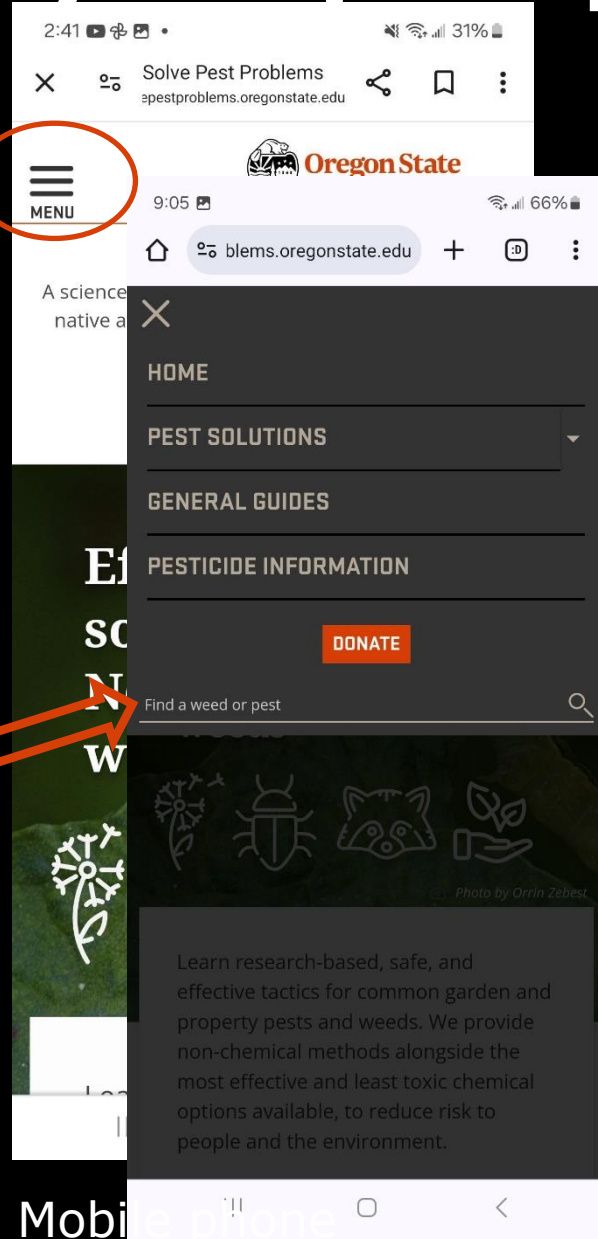 2:41
31%
Solve Pest Problems
epestproblems.oregonstate.edu
MENU
Oregon State
A science
native a
Ef
sc
N
w
9:05
66%
blems.oregonstate.edu
:D
HOME
PEST SOLUTIONS
GENERAL GUIDES
PESTICIDE INFORMATION
DONATE
Find a weed or pest
weeds
Photo by Orrin Zebest
Learn research-based, safe, and
effective tactics for common garden and
property pests and weeds. We provide
non-chemical methods alongside the
most effective and least toxic chemical
options available, to reduce risk to
people and the environment.
Mobile phone